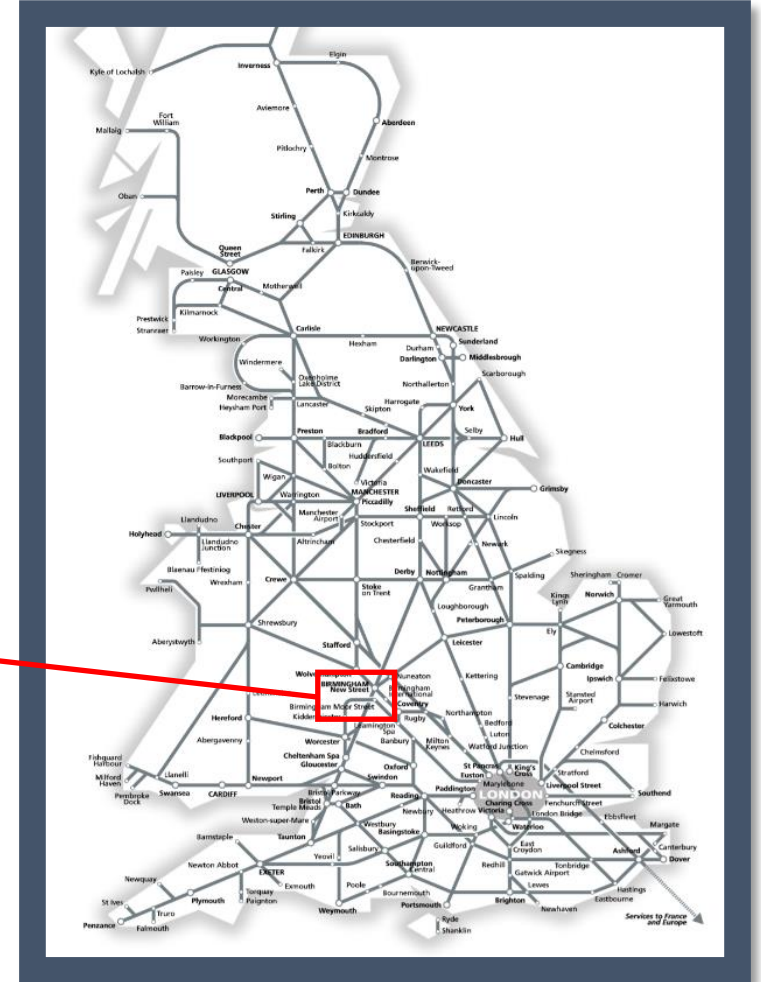 Elgin
Inverness
Kyle of Lochalsh
Aviemore
Fort
William
Aberdeen
Mallaig
Pitlochry
Montrose
Perth
Dundee
Oban
Kirkcaldy
Stirling
EDINBURGH
Falkirk
Queen
Street
Berwick-
upon-Tweed
Paisley
GLASGOW
Central
Motherwell
Kilmarnock
Prestwick
Stranraer
Carlisle
NEWCASTLE
Workington
Hexham
Sunderland
Durham
Darlington
Middlesbrough
Windermere
Scarborough
Oxenholme
Lake District
Northallerton
Barrow-in-Furness
Morecambe
Heysham Port
Lancaster
Harrogate
York
Skipton
Preston
Bradford
Selby
Blackpool
Blackburn
LEEDS
Hull
Huddersfield
Southport
Bolton
Wakefield
Wigan
Victoria
Doncaster
Grimsby
MANCHESTER
Piccadilly
LIVERPOOL
Warrington
Manchester
Airport
Sheffield
Retford
Lincoln
Llandudno
Chester
Stockport
Worksop
Holyhead
Llandudno
Junction
Altrincham
Chesterfield
Newark
Skegness
Blaenau Ffestiniog
Derby
Nottingham
Spalding
Sheringham
Cromer
Pwllheli
Wrexham
Crewe
Stoke
on Trent
Grantham
Kings
Lynn
Norwich
Great
Yarmouth
Loughborough
Peterborough
Shrewsbury
Ely
Lowestoft
Aberystwyth
Stafford
Leicester
Cambridge
Nuneaton
Kettering
Ipswich
Felixstowe
BIRMINGHAM
New Street
Birmingham
International
Stevenage
Stansted
Airport
Harwich
Birmingham Moor Street
Coventry
Hereford
Rugby
Northampton
Bedford
Colchester
Leamington
Spa
Luton
Abergavenny
Worcester
Banbury
Milton
Keynes
Watford Junction
Chelmsford
Cheltenham Spa
Gloucester
Oxford
St Pancras
King's
Cross
Fishguard
Harbour
Euston
Stratford
Milford
Haven
Llanelli
Newport
Swindon
Marylebone
Liverpool Street
Pembroke
Dock
Swansea
CARDIFF
Bristol Parkway
Reading
Paddington
LONDON
Southend
Bristol
Temple Meads
Bath
Newbury
Heathrow
Victoria
Charing Cross
Fenchurch Street
London Bridge
Ebbsfleet
Weston-super-Mare
Westbury
Basingstoke
Woking
Waterloo
Margate
Barnstaple
Taunton
Salisbury
Guildford
East
Croydon
Canterbury
Newton Abbot
Yeovil
Southampton
Central
Redhill
Tonbridge
Ashford
Dover
EXETER
Gatwick Airport
Newquay
Exmouth
Poole
Bournemouth
Lewes
Hastings
St Ives
Plymouth
Torquay
Paignton
Weymouth
Portsmouth
Brighton
Newhaven
Eastbourne
Truro
Penzance
Falmouth
Ryde
Shanklin
Services to France
and Europe